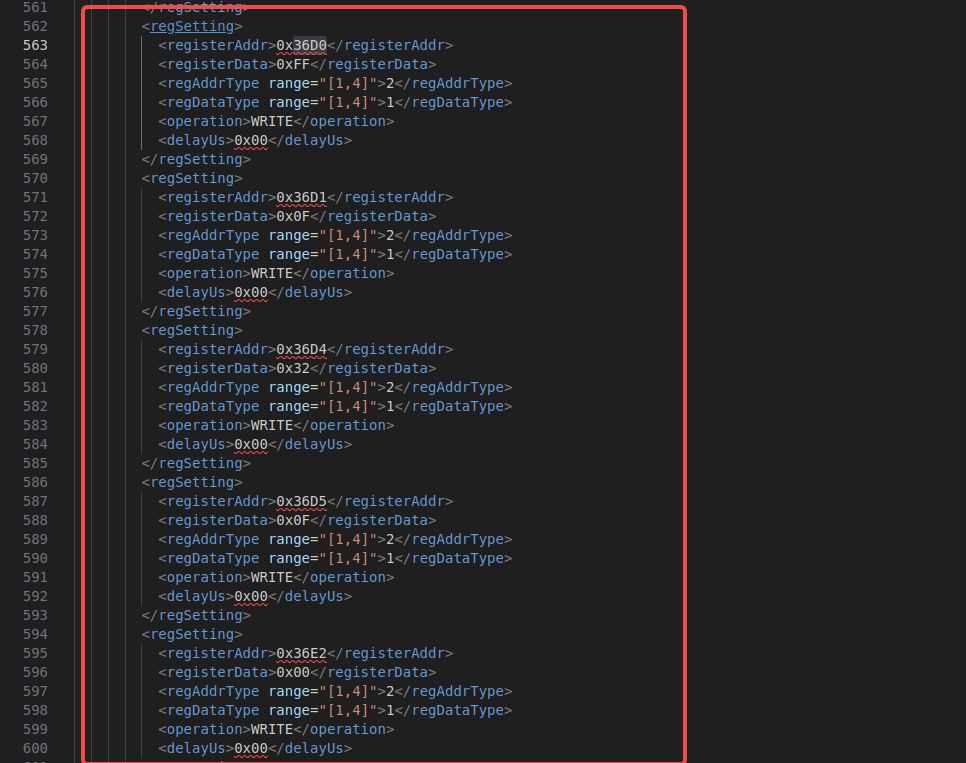 561 </regSetting>
562 <regSetting>
563 <registerAddr>0x36D0</registerAddr>
564 <registerData>0xFF</registerData>
565 <regAddrType range="[1,4]">2</regAddrType>
566 <regDataType range="[1,4]">1</regDataType>
567 <operation>WRITE</operation>
568 <delayUs>0x00</delayUs>
569 </regSetting>
570 <regSetting>
571 <registerAddr>0x36D1</registerAddr>
572 <registerData>0x0F</registerData>
573 <regAddrType range="[1,4]">2</regAddrType>
574 <regDataType range="[1,4]">1</regDataType>
575 <operation>WRITE</operation>
576 <delayUs>0x00</delayUs>
577 </regSetting>
578 <regSetting>
579 <registerAddr>0x36D4</registerAddr>
580 <registerData>0x32</registerData>
581 <regAddrType range="[1,4]">2</regAddrType>
582 <regDataType range="[1,4]">1</regDataType>
583 <operation>WRITE</operation>
584 <delayUs>0x00</delayUs>
585 </regSetting>
586 <regSetting>
587 <registerAddr>0x36D5</registerAddr>
588 <registerData>0x0F</registerData>
589 <regAddrType range="[1,4]">2</regAddrType>
590 <regDataType range="[1,4]">1</regDataType>
591 <operation>WRITE</operation>
592 <delayUs>0x00</delayUs>
593 </regSetting>
594 <regSetting>
595 <registerAddr>0x36E2</registerAddr>
596 <registerData>0x00</registerData>
597 <regAddrType range="[1,4]">2</regAddrType>
598 <regDataType range="[1,4]">1</regDataType>
599 <operation>WRITE</operation>
600 <delayUs>0x00</delayUs>